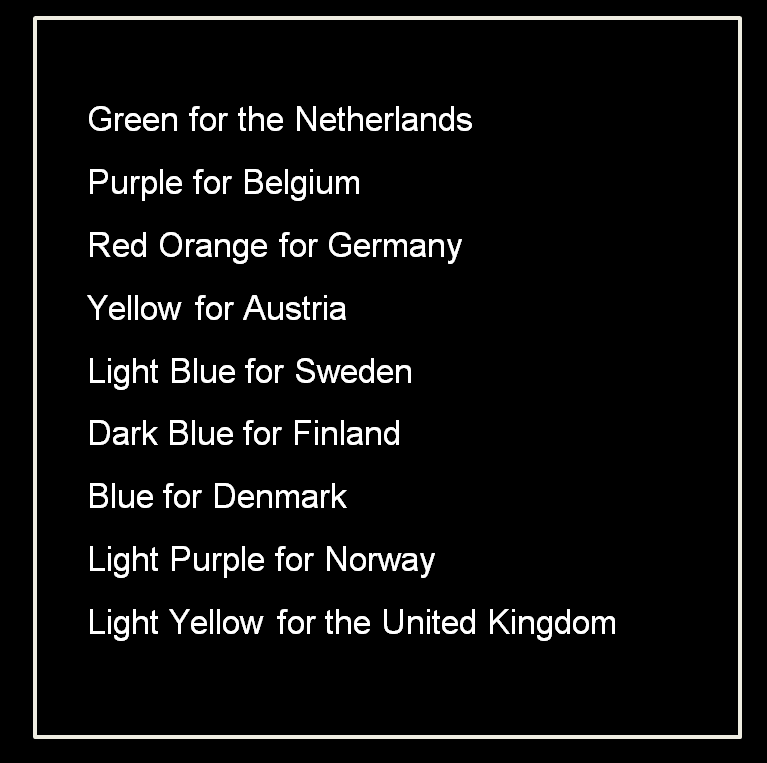 Green for the Netherlands
Purple for Belgium
Red Orange for Germany
Yellow for Austria
Light Blue for Sweden
Dark Blue for Finland
Blue for Denmark
Light Purple for Norway
Light Yellow for the United Kingdom